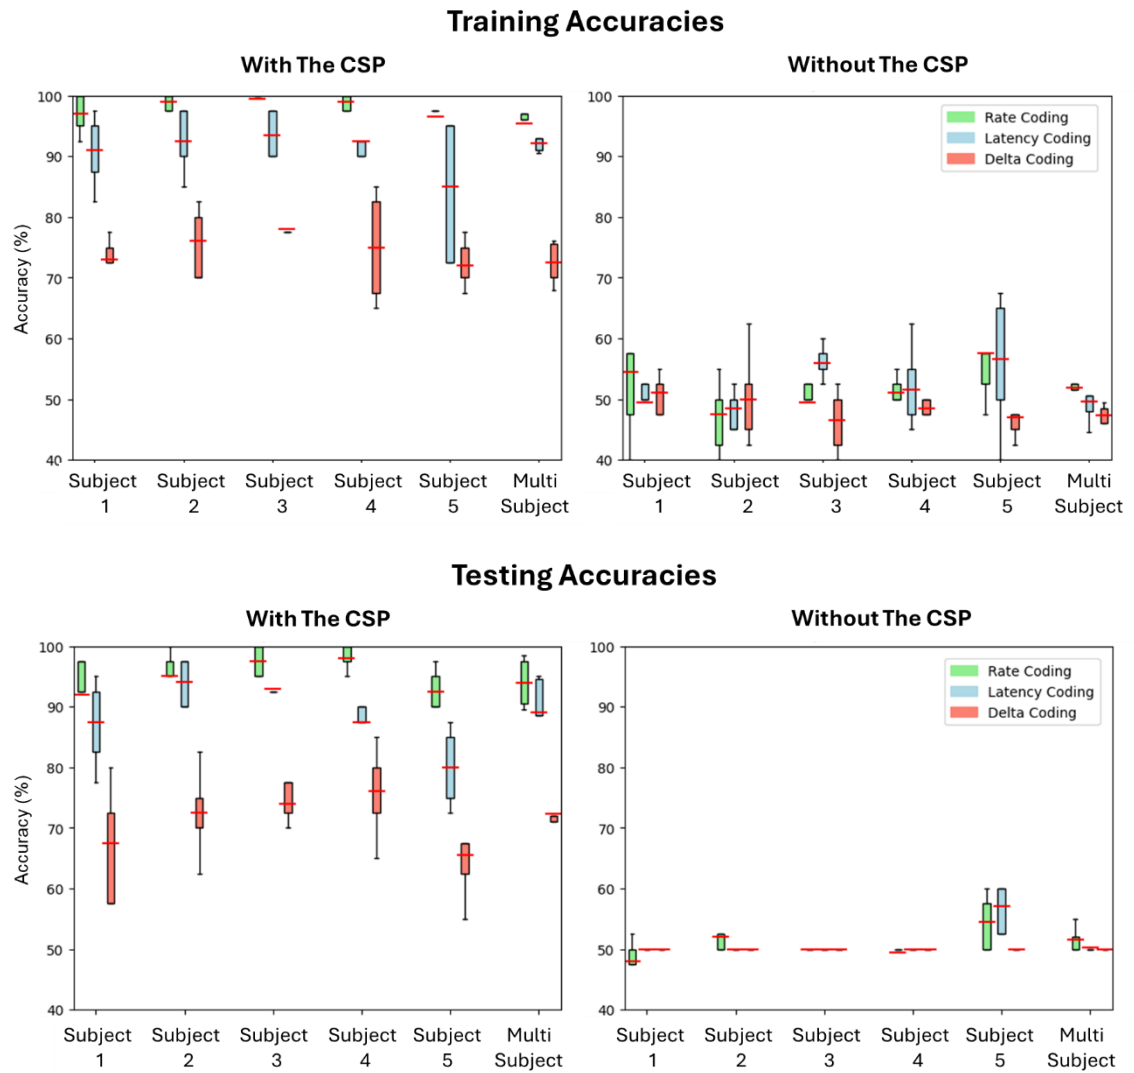 Training Accuracies
With The CSP
Without The CSP
Accuracy (%)
100
90
80
70
60
50
40
Subject 1
Subject 2
Subject 3
Subject 4
Subject 5
Multi Subject
100
90
80
70
60
50
40
Rate Coding
Latency Coding
Delta Coding
Subject 1
Subject 2
Subject 3
Subject 4
Subject 5
Multi Subject
Testing Accuracies
With The CSP
Without The CSP
Accuracy (%)
100
90
80
70
60
50
40
Subject 1
Subject 2
Subject 3
Subject 4
Subject 5
Multi Subject
100
90
80
70
60
50
40
Rate Coding
Latency Coding
Delta Coding
Subject 1
Subject 2
Subject 3
Subject 4
Subject 5
Multi Subject